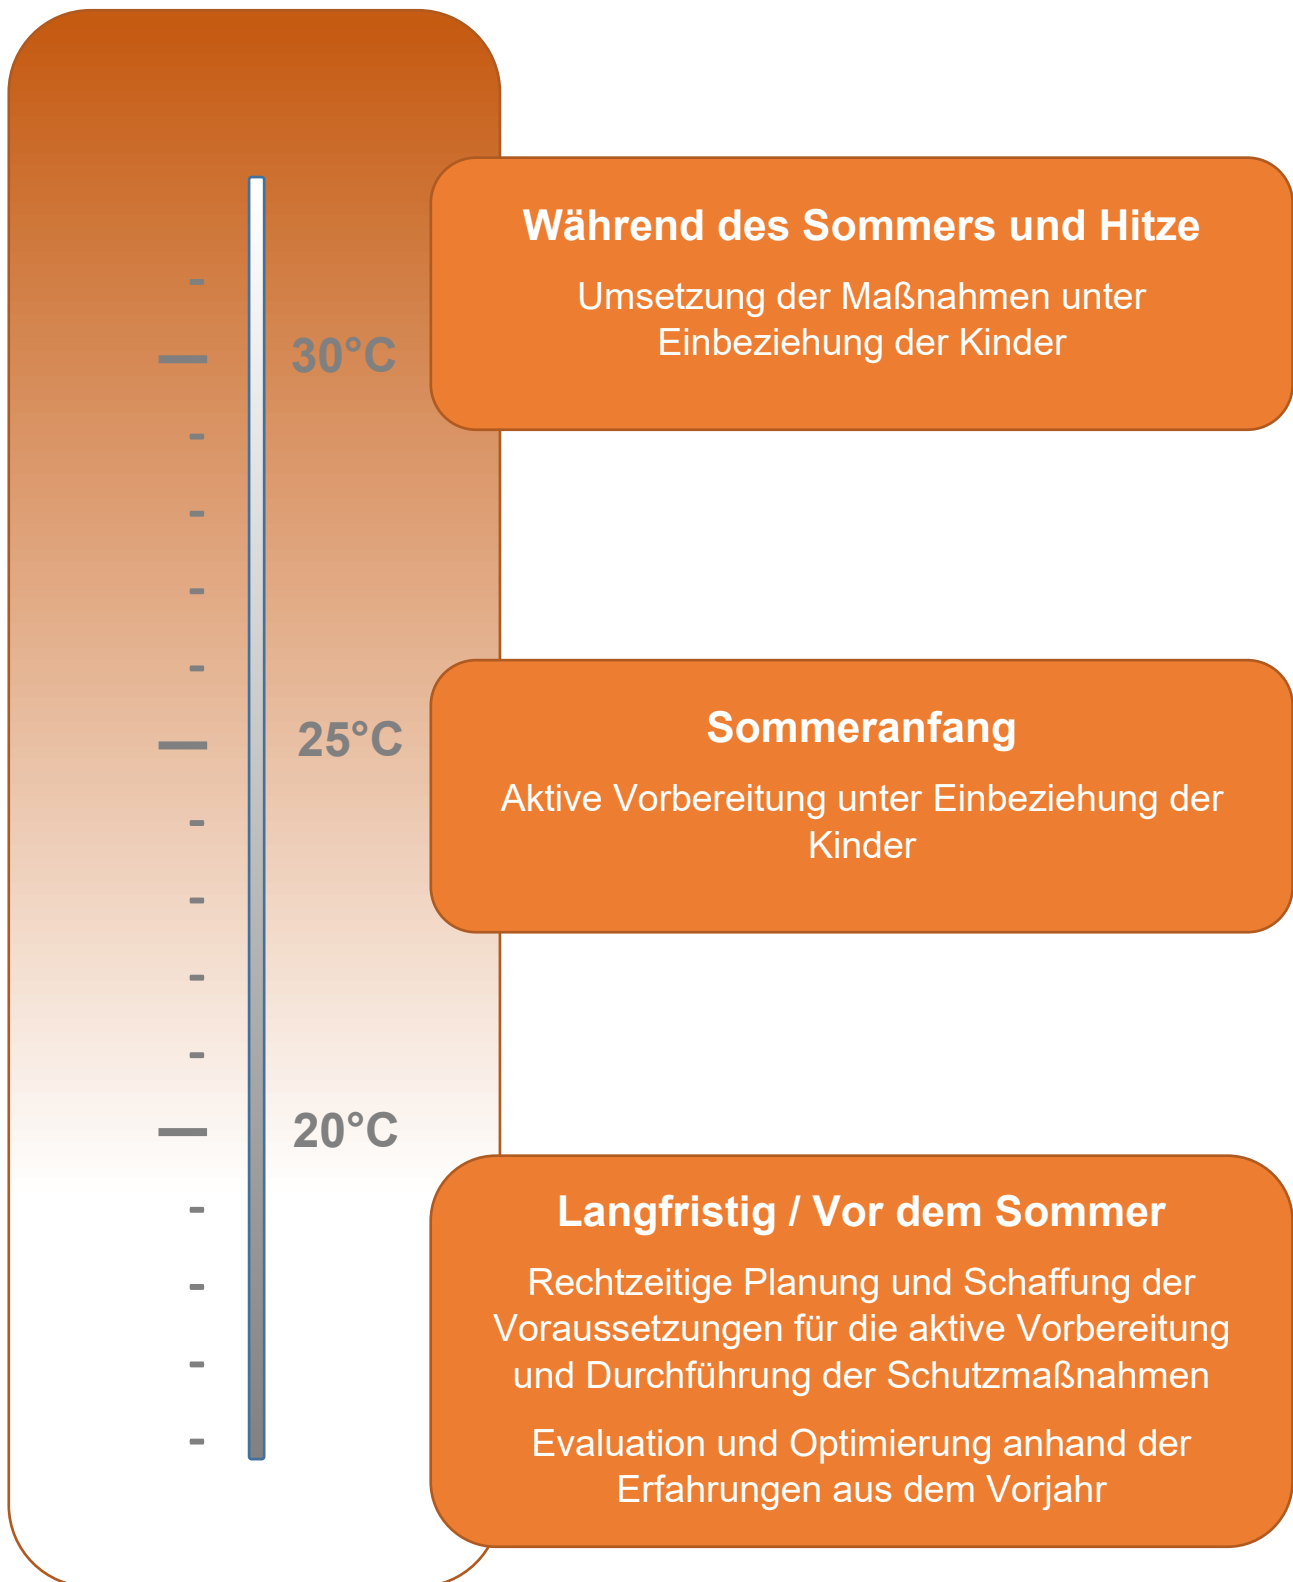 Während des Sommers und Hitze
Umsetzung der Maßnahmen unter
Einbeziehung der Kinder
30°C
Sommeranfang
25°C
Aktive Vorbereitung unter Einbeziehung der
Kinder
20°C
Langfristig / Vor dem Sommer
Rechtzeitige Planung und Schaffung der
Voraussetzungen für die aktive Vorbereitung
und Durchführung der Schutzmaßnahmen
Evaluation und Optimierung anhand der
Erfahrungen aus dem Vorjahr